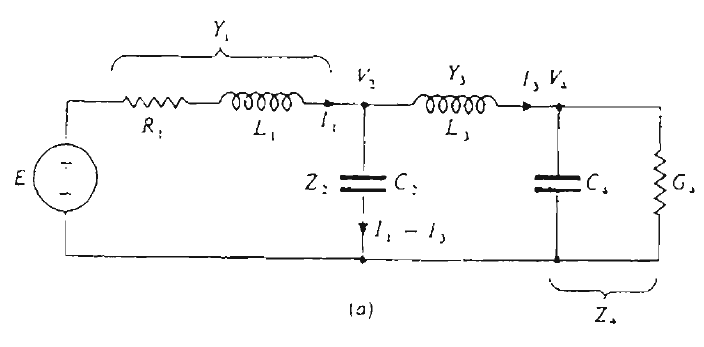 Y₁
V₂
Y₃
I₃
V₄
R₁
L₁
I₁
L₃
E
+
−
Z₂
C₂
C₄
G₄
I₁ − I₃
Z₄
(a)